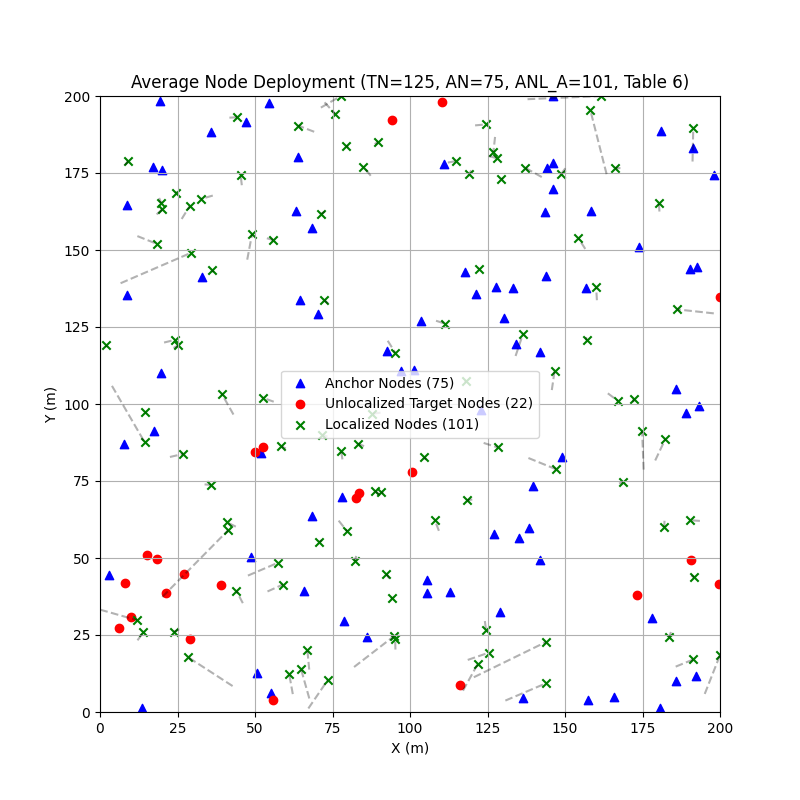 Average Node Deployment (TN=125, AN=75, ANL_A=101, Table 6)
200
175
150
125
100
75
50
25
0
Y (m)
Anchor Nodes (75)
Unlocalized Target Nodes (22)
Localized Nodes (101)
0 25 50 75 100 125 150 175 200
X (m)